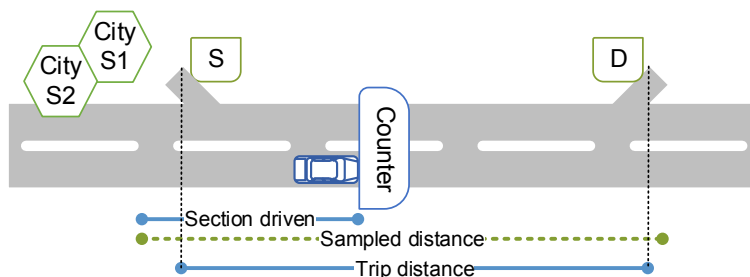 City
S1
City
S2
S
D
Counter
Section driven
Sampled distance
Trip distance